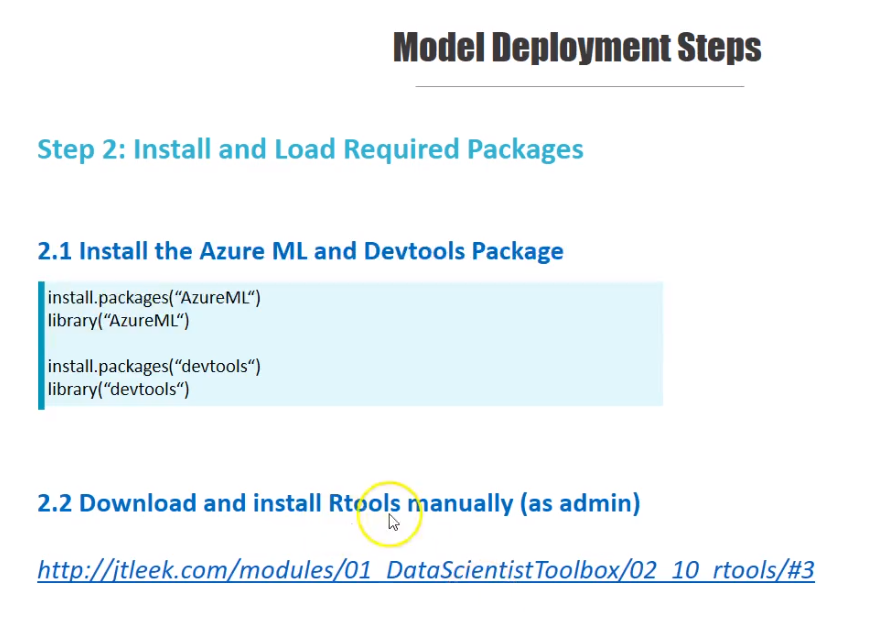 Model Deployment Steps
Step 2: Install and Load Required Packages
2.1 Install the Azure ML and Devtools Package
install.packages(“AzureML“)
library(“AzureML“)
install.packages(“devtools“)
library(“devtools“)
2.2 Download and install Rtools manually (as admin)
http://jtleek.com/modules/01_DataScientistToolbox/02_10_rtools/#3